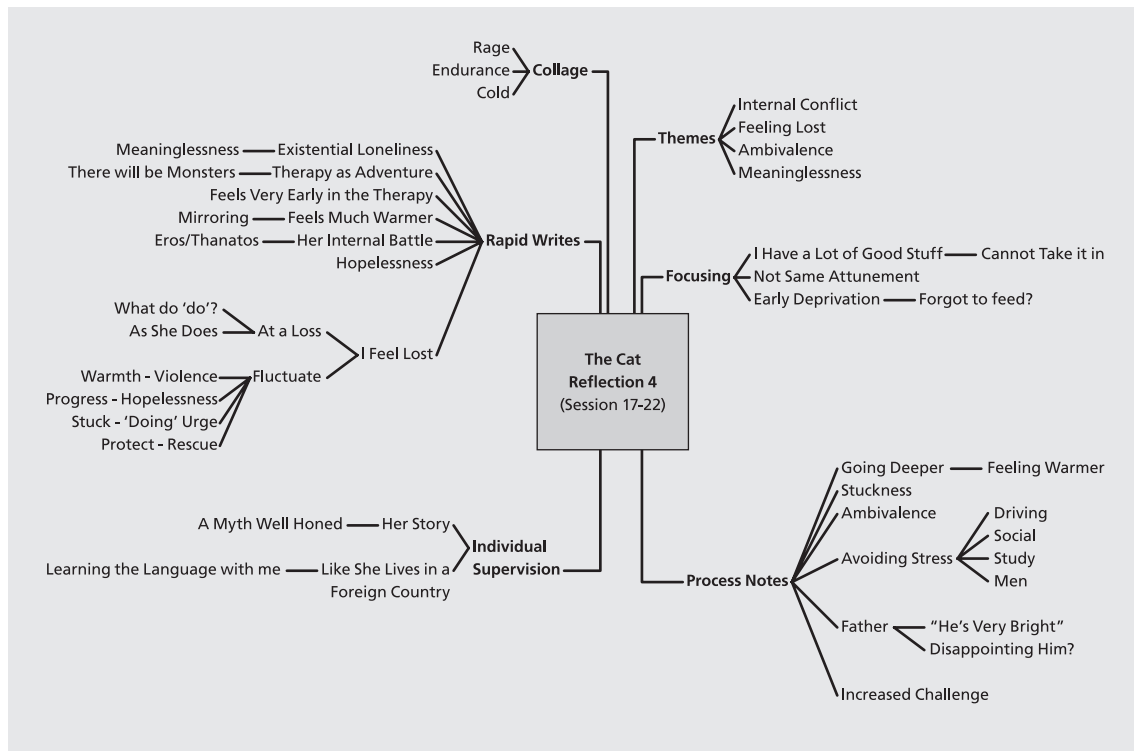 Rage
Endurance
Cold
Collage
Meaninglessness
Existential Loneliness
There will be Monsters
Therapy as Adventure
Feels Very Early in the Therapy
Mirroring
Feels Much Warmer
Eros/Thanatos
Her Internal Battle
Hopelessness
Rapid Writes
What do ‘do’?
As She Does
At a Loss
I Feel Lost
Warmth - Violence
Progress - Hopelessness
Stuck - ‘Doing’ Urge
Protect - Rescue
Fluctuate
A Myth Well Honed
Her Story
Learning the Language with me
Like She Lives in a
Foreign Country
Individual
Supervision
The Cat
Reflection 4
(Session 17-22)
Themes
Internal Conflict
Feeling Lost
Ambivalence
Meaninglessness
Focusing
I Have a Lot of Good Stuff
Cannot Take it in
Not Same Attunement
Early Deprivation
Forgot to feed?
Process Notes
Going Deeper
Feeling Warmer
Stuckness
Ambivalence
Avoiding Stress
Driving
Social
Study
Men
Father
“He’s Very Bright”
Disappointing Him?
Increased Challenge